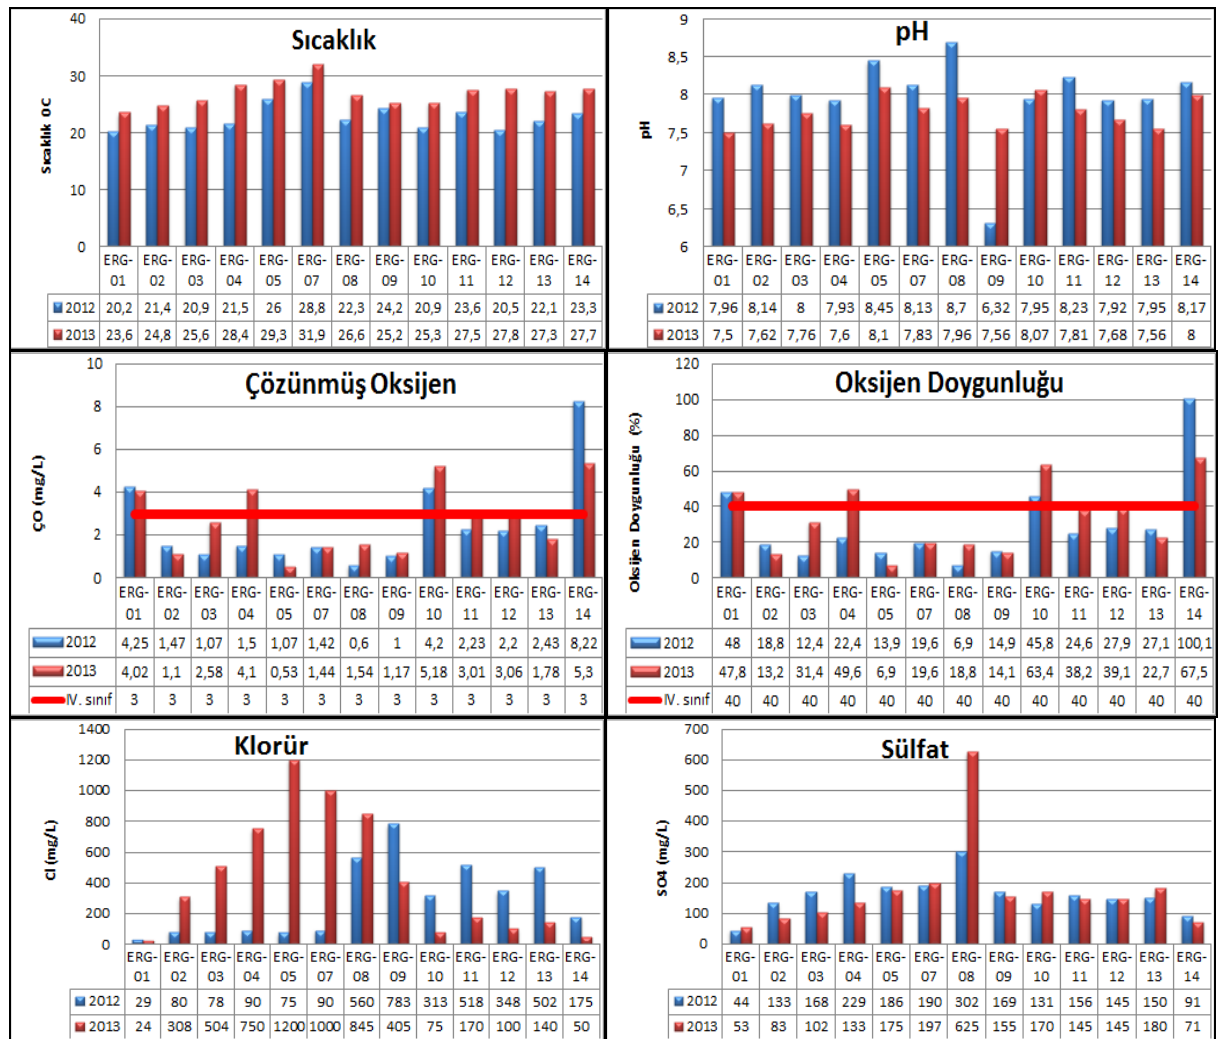 Sıcaklık
Sıcaklık OC
40
30
20
10
0
ERG-01 ERG-02 ERG-03 ERG-04 ERG-05 ERG-07 ERG-08 ERG-09 ERG-10 ERG-11 ERG-12 ERG-13 ERG-14
2012 20,2 21,4 20,9 21,5 26 28,8 22,3 24,2 20,9 23,6 20,5 22,1 23,3
2013 23,6 24,8 25,6 28,4 29,3 31,9 26,6 25,2 25,3 27,5 27,8 27,3 27,7
pH
pH
9
8,5
8
7,5
7
6,5
6
ERG-01 ERG-02 ERG-03 ERG-04 ERG-05 ERG-07 ERG-08 ERG-09 ERG-10 ERG-11 ERG-12 ERG-13 ERG-14
2012 7,96 8,14 8 7,93 8,45 8,13 8,7 6,32 7,95 8,23 7,92 7,95 8,17
2013 7,5 7,62 7,76 7,6 8,1 7,83 7,96 7,56 8,07 7,81 7,68 7,56 8
Çözünmüş Oksijen
ÇO (mg/L)
10
8
6
4
2
0
ERG-01 ERG-02 ERG-03 ERG-04 ERG-05 ERG-07 ERG-08 ERG-09 ERG-10 ERG-11 ERG-12 ERG-13 ERG-14
2012 4,25 1,47 1,07 1,5 1,07 1,42 0,6 1 4,2 2,23 2,2 2,43 8,22
2013 4,02 1,1 2,58 4,1 0,53 1,44 1,54 1,17 5,18 3,01 3,06 1,78 5,3
IV. sınıf 3 3 3 3 3 3 3 3 3 3 3 3 3
Oksijen Doygunluğu
Oksijen Doygunluğu (%)
120
100
80
60
40
20
0
ERG-01 ERG-02 ERG-03 ERG-04 ERG-05 ERG-07 ERG-08 ERG-09 ERG-10 ERG-11 ERG-12 ERG-13 ERG-14
2012 48 18,8 12,4 22,4 13,9 19,6 6,9 14,9 45,8 24,6 27,9 27,1 100,1
2013 47,8 13,2 31,4 49,6 6,9 19,6 18,8 14,1 63,4 38,2 39,1 22,7 67,5
IV. sınıf 40 40 40 40 40 40 40 40 40 40 40 40 40
Klorür
Cl (mg/L)
1400
1200
1000
800
600
400
200
0
ERG-01 ERG-02 ERG-03 ERG-04 ERG-05 ERG-07 ERG-08 ERG-09 ERG-10 ERG-11 ERG-12 ERG-13 ERG-14
2012 29 80 78 90 75 90 560 783 313 518 348 502 175
2013 24 308 504 750 1200 1000 845 405 75 170 100 140 50
Sülfat
SO4 (mg/L)
700
600
500
400
300
200
100
0
ERG-01 ERG-02 ERG-03 ERG-04 ERG-05 ERG-07 ERG-08 ERG-09 ERG-10 ERG-11 ERG-12 ERG-13 ERG-14
2012 44 133 168 229 186 190 302 169 131 156 145 150 91
2013 53 83 102 133 175 197 625 155 170 145 145 180 71